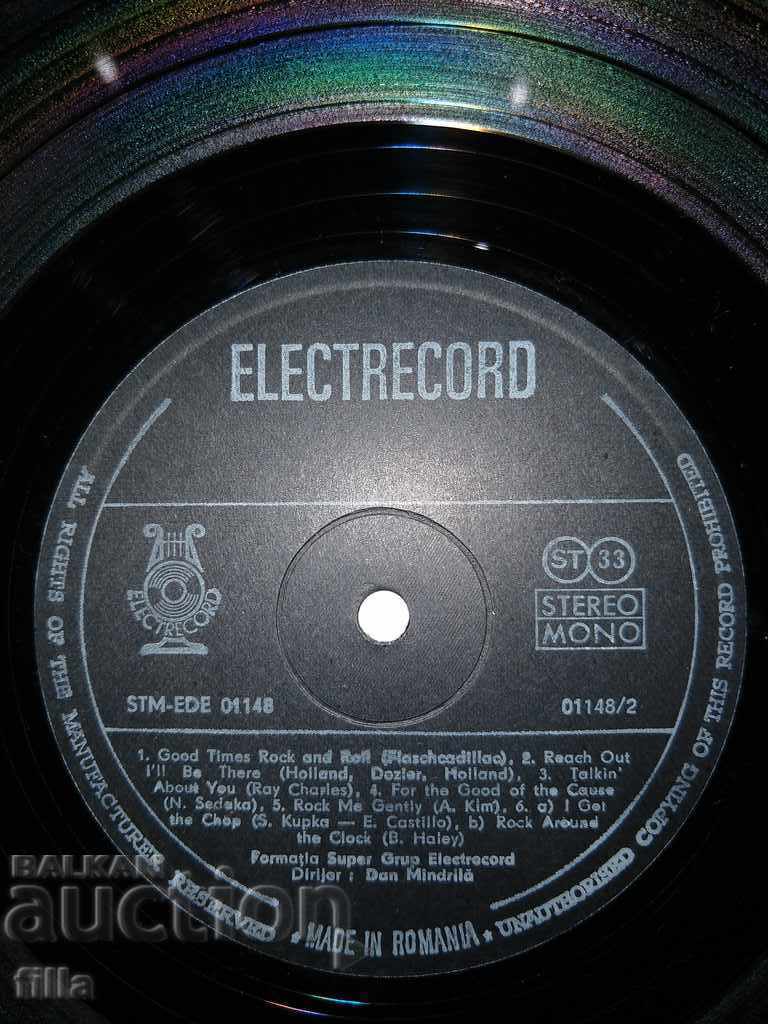 ELECTRECORD
ELECTRECORD
ST 33
STEREO
MONO
STM-EDE 01148
01148/2
1. Good Times Rock and Roll (Flaschcadillac), 2. Reach Out
I'll Be There (Holland, Dozier, Holland), 3. Talkin'
About You (Ray Charles), 4. For the Good of the Cause
(N. Sedaka), 5. Rock Me Gently (A. Kim), 6. a) I Got
the Chop (S. Kupka — E. Castillo), b) Rock Around
the Clock (B. Haley)
Formația Super Grup Electrecord
Dirijor : Dan Mindrilă
ALL RIGHTS OF THE MANUFACTURER RESERVED * MADE IN ROMANIA * UNAUTHORISED COPYING OF THIS RECORD PROHIBITED
BALKAN
auction
filla